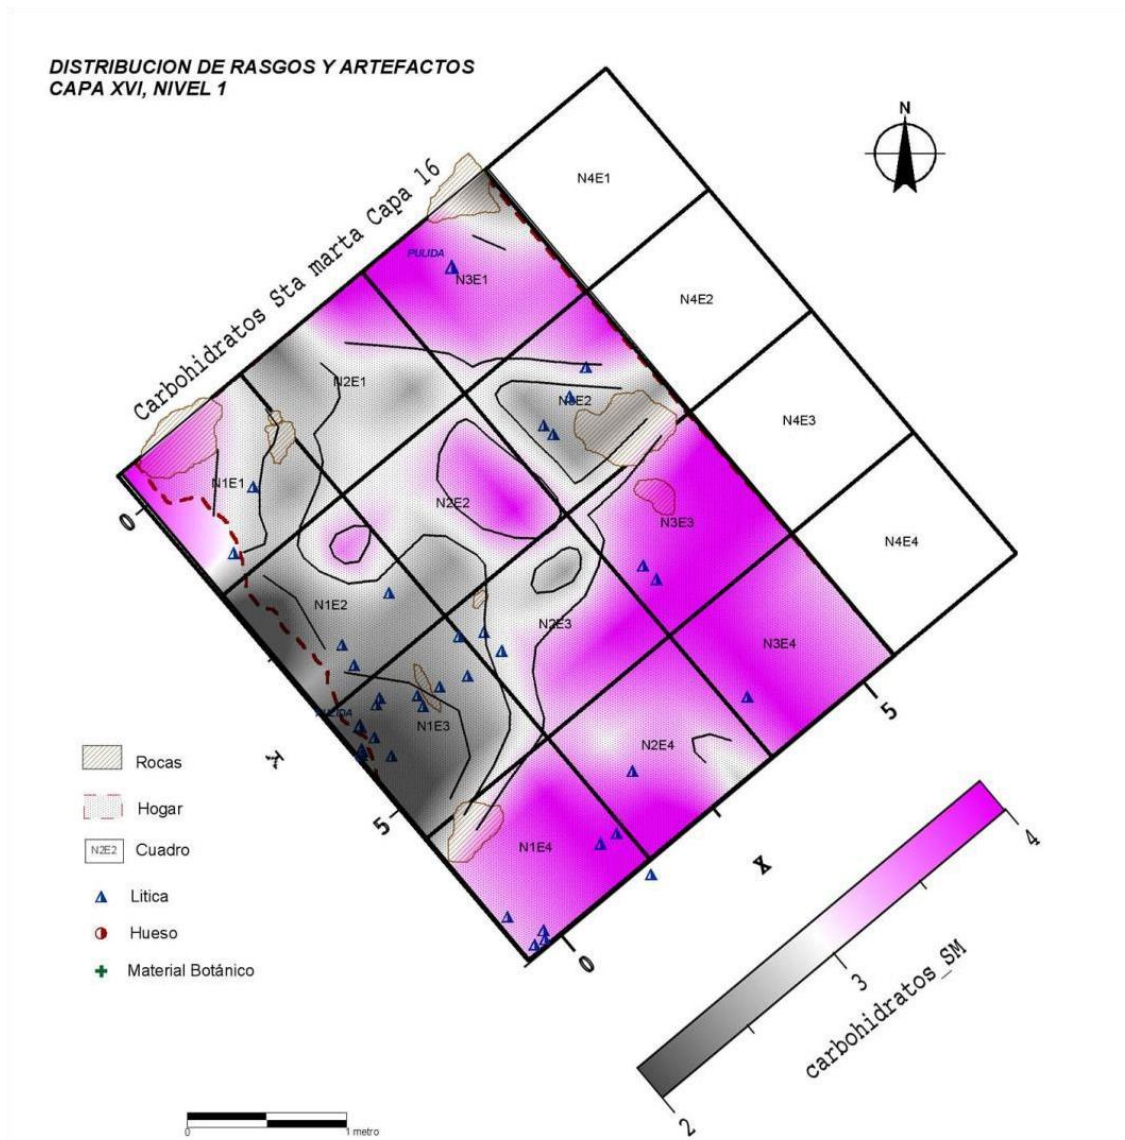 DISTRIBUCION DE RASGOS Y ARTEFACTOS
CAPA XVI, NIVEL 1
N
Carbohidratos Sta marta Capa 16
N4E1
N4E2
N4E3
N4E4
PULIDA
N3E1
N2E1
N3E2
N1E1
N2E2
N3E3
N1E2
N2E3
N3E4
PULIDA
N1E3
N2E4
N1E4
0
Y
5
0
X
5
Rocas
Hogar
N2E2
Cuadro
Litica
Hueso
Material Botánico
4
3
2
carbohidratos_SM
0
1 metro